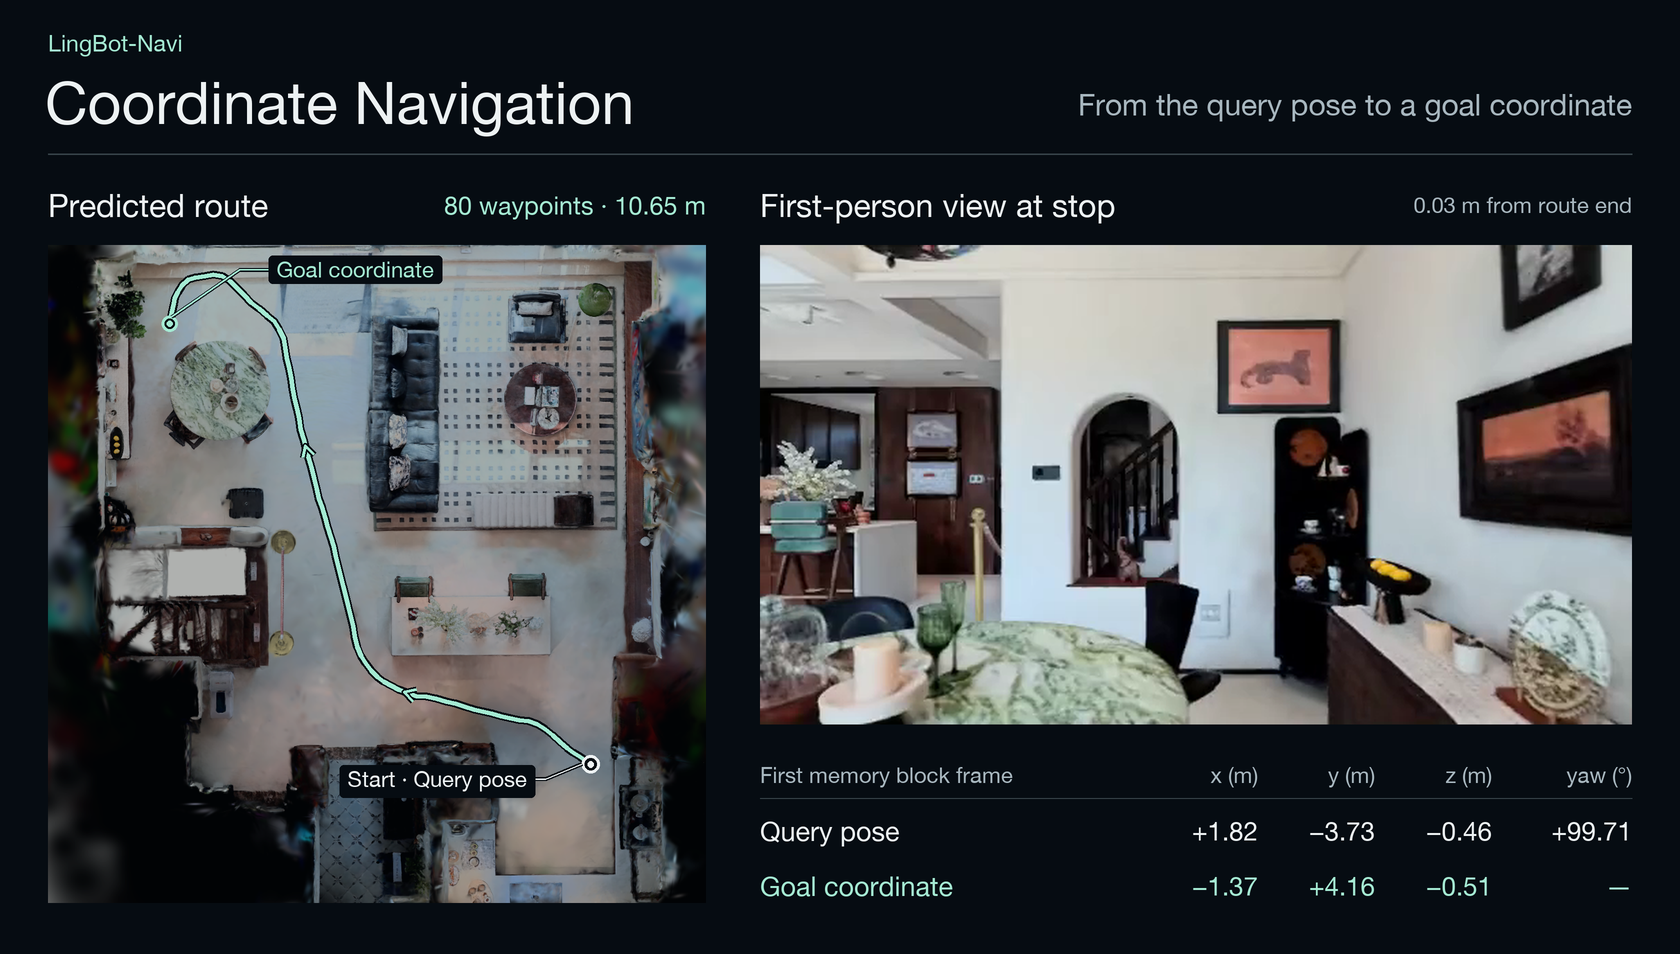 LingBot-Navi
Coordinate Navigation
From the query pose to a goal coordinate
Predicted route
80 waypoints · 10.65 m
Goal coordinate
Start · Query pose
First-person view at stop
0.03 m from route end
First memory block frame x (m) y (m) z (m) yaw (°)
Query pose +1.82 −3.73 −0.46 +99.71
Goal coordinate −1.37 +4.16 −0.51 —